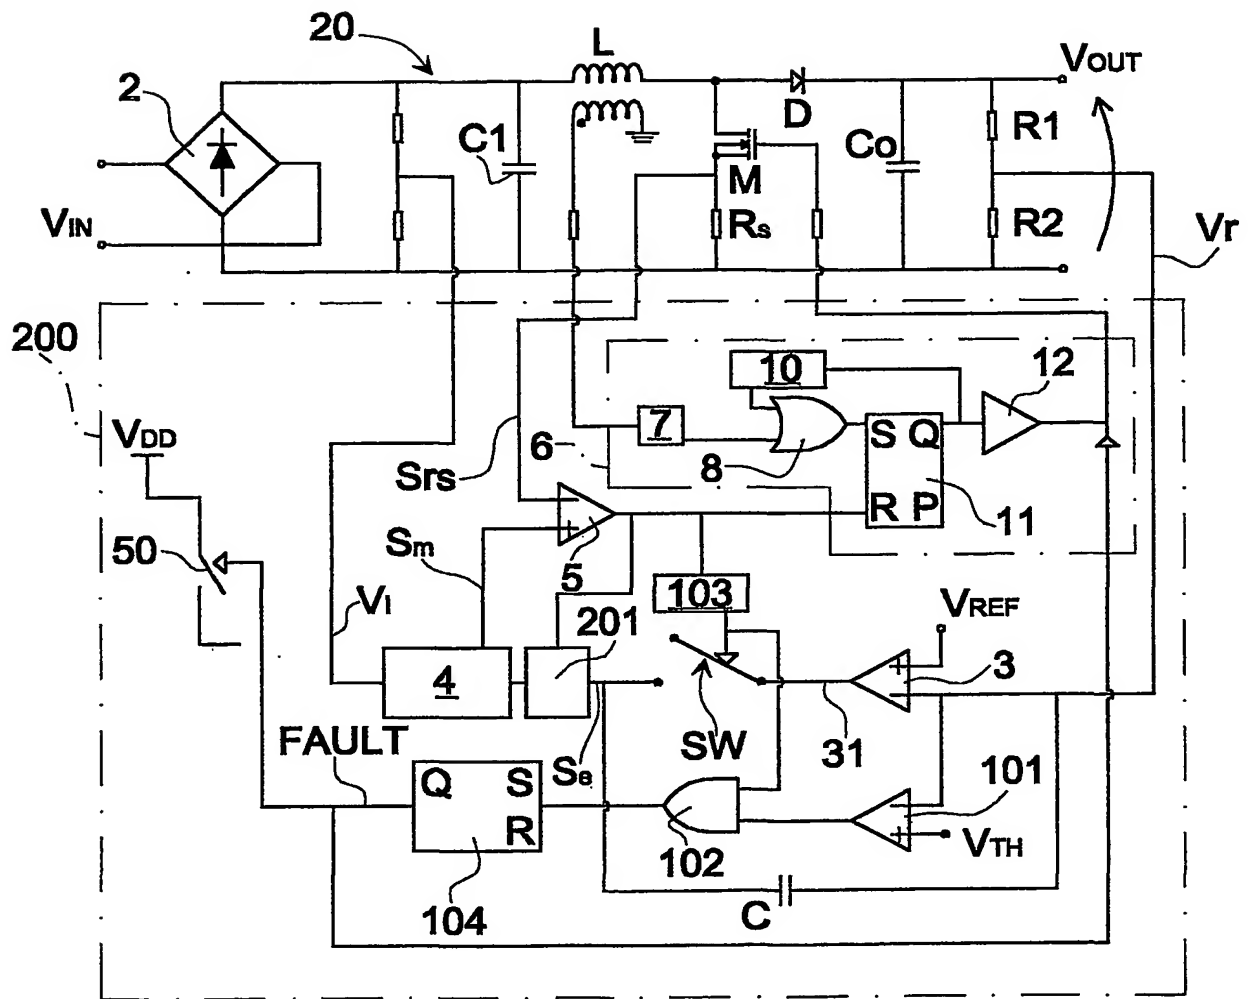 20
L
VOUT
2
D
R1
C1
Co
M
VIN
Rs
R2
Vr
200
10
12
VDD
7
S Q
6
8
Srs
R P
11
Sm
5
50
103
VREF
VI
201
3
4
SW
31
FAULT
Se
101
Q S
R
102
VTH
104
C